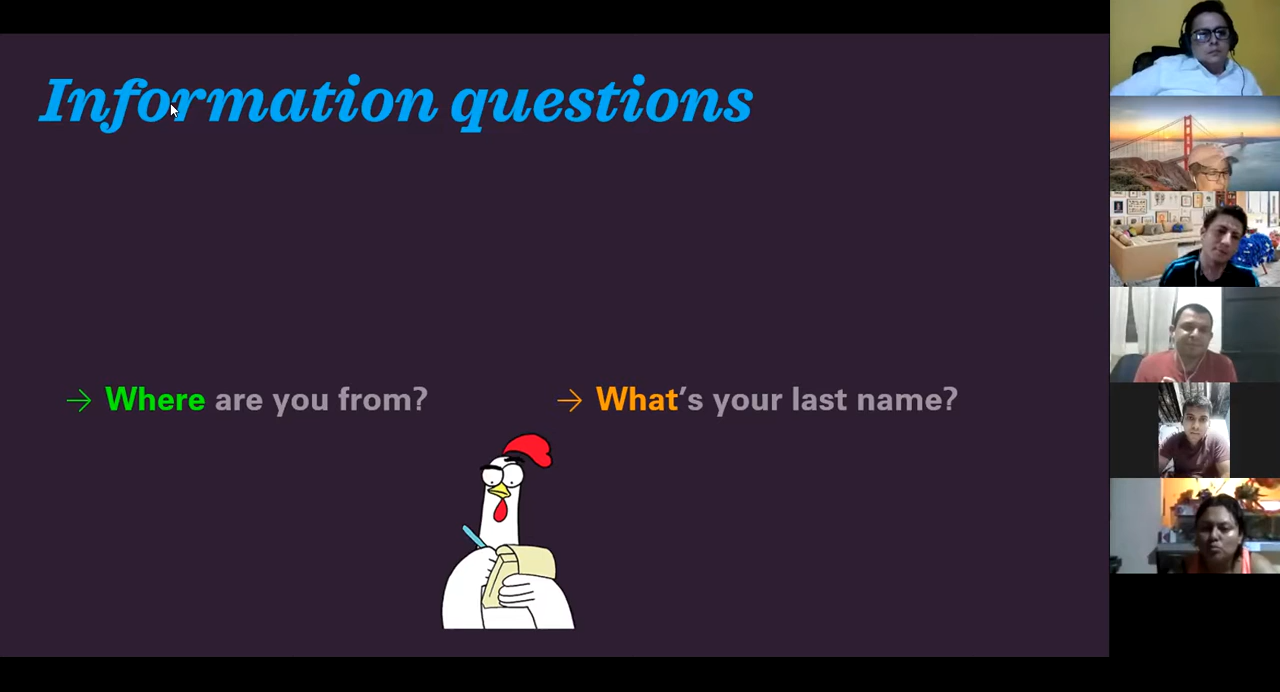 Information questions
→ Where are you from?
→ What's your last name?